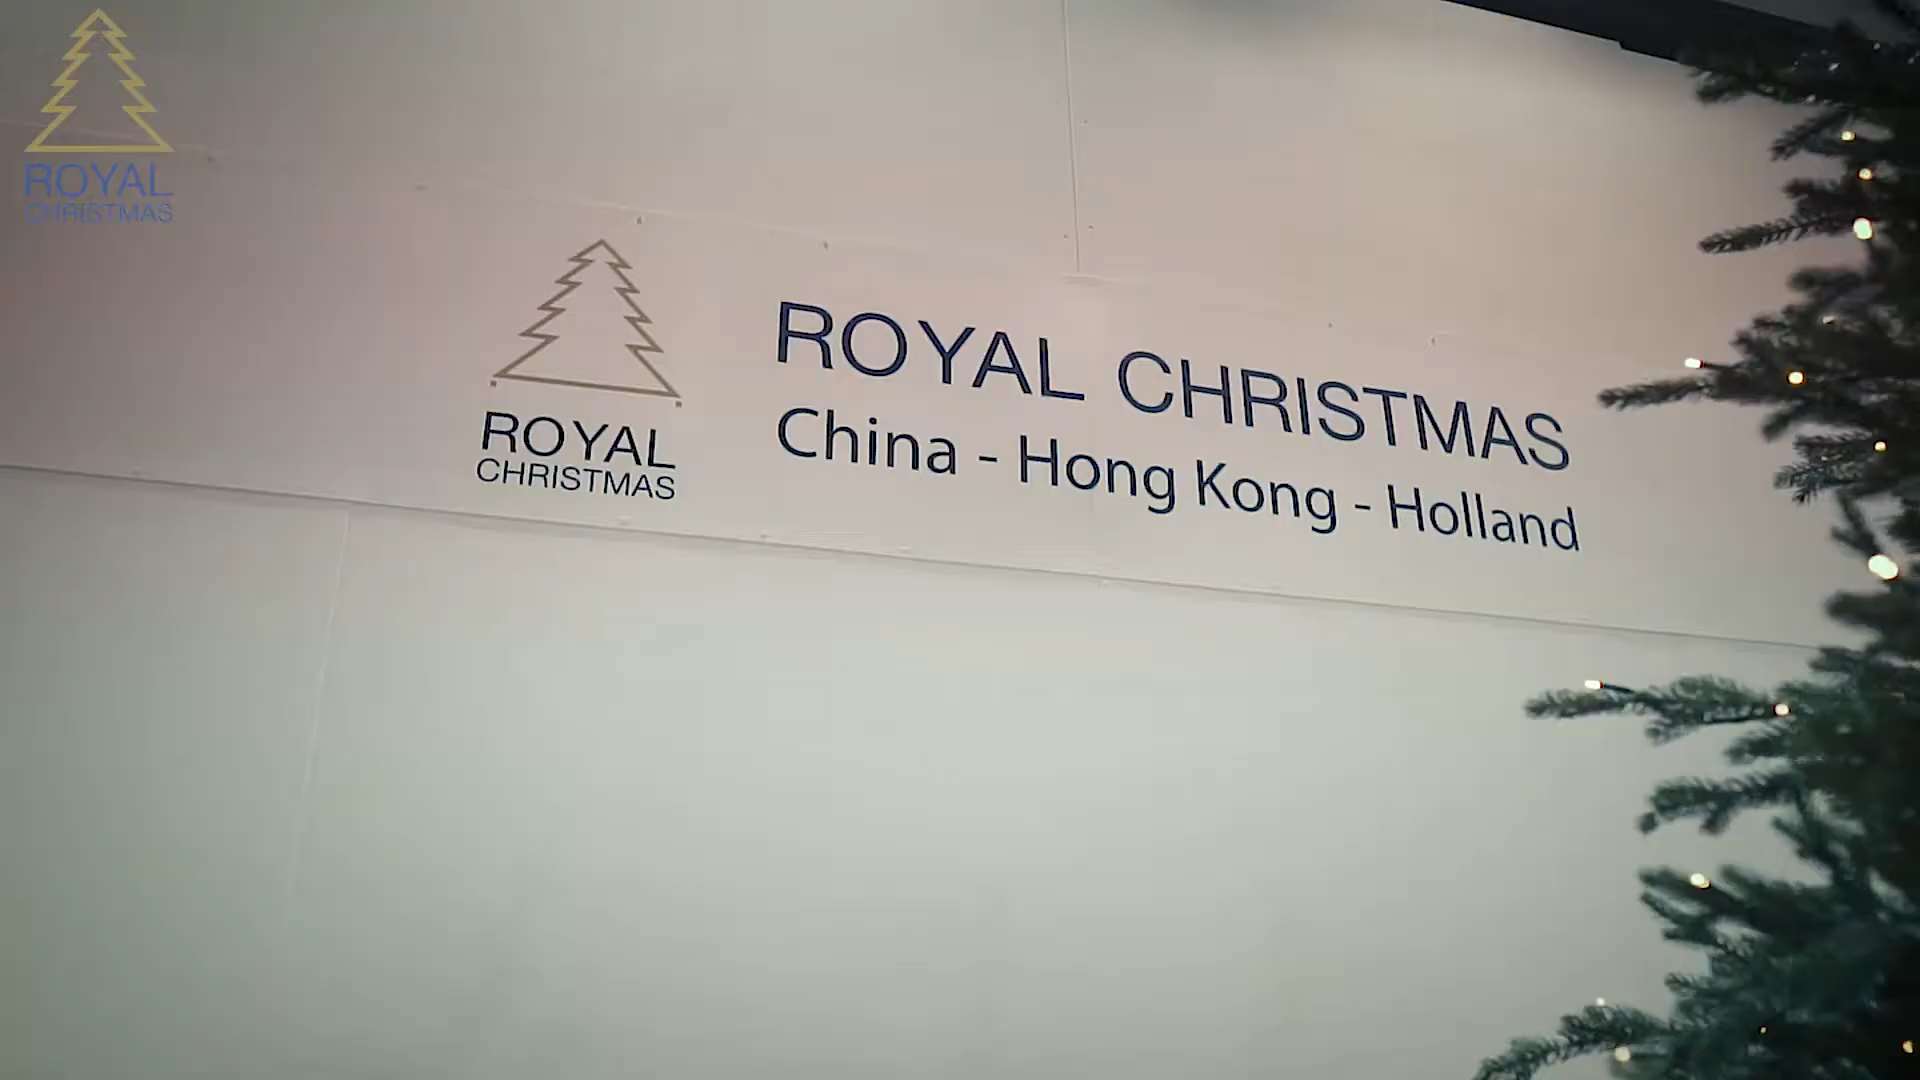 ROYAL
CHRISTMAS
ROYAL
CHRISTMAS
ROYAL CHRISTMAS
China - Hong Kong - Holland